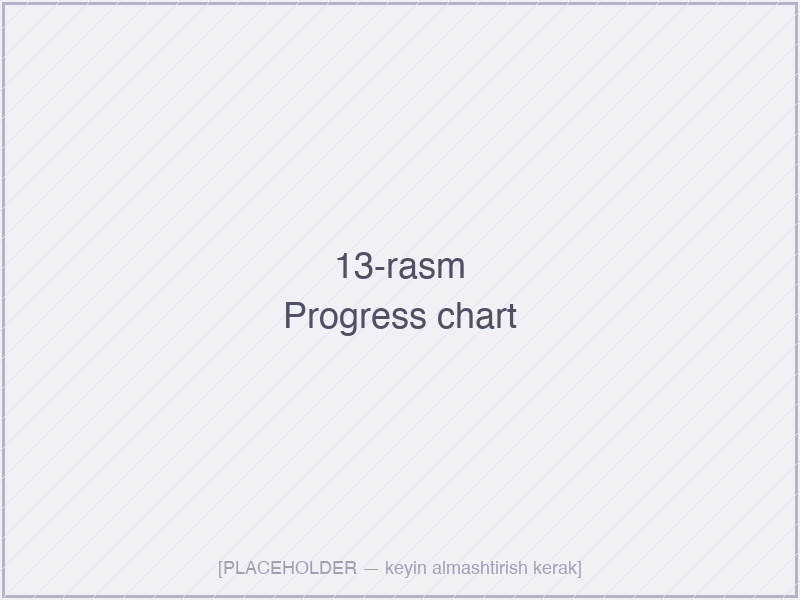 13-rasm
Progress chart
[PLACEHOLDER — keyin almashtirish kerak]